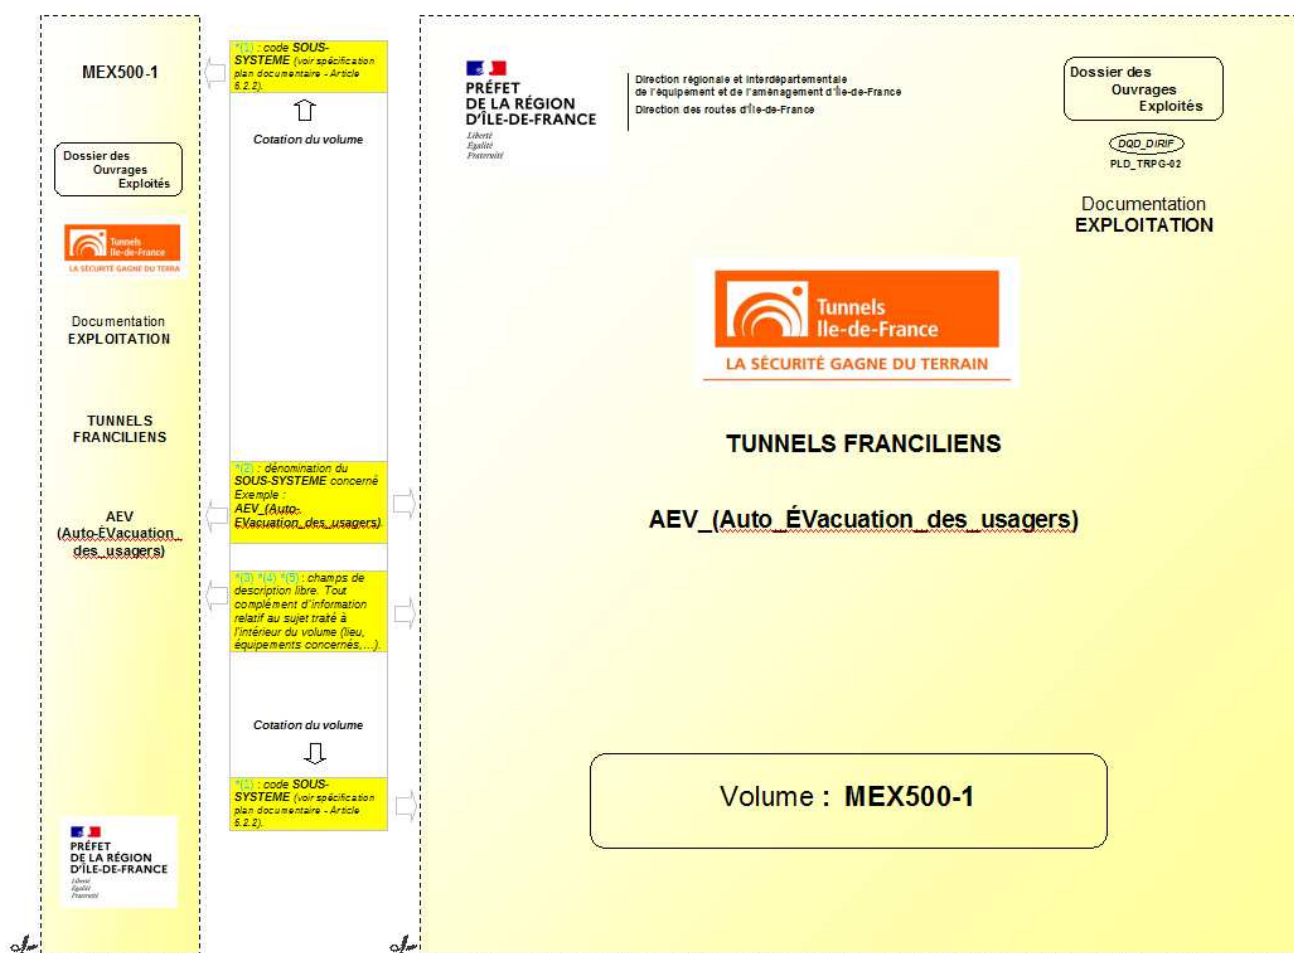 MEX500-1
Dossier des
Ouvrages
Exploités
Tunnels
Ile-de-France
LA SÉCURITÉ GAGNE DU TERRA
Documentation
EXPLOITATION
TUNNELS
FRANCILIENS
AEV
(Auto-ÉVacuation_
des_usagers)
PRÉFET
DE LA RÉGION
D'ÎLE-DE-FRANCE
Liberté
Égalité
Fraternité
*(1) : code SOUS-
SYSTEME (voir spécification
plan documentaire - Article
6.2.2).
Cotation du volume
*(2) : dénomination du
SOUS-SYSTEME concerné
Exemple :
AEV_(Auto-
EVacuation_des_usagers)
*(3) *(4) *(5) : champs de
description libre. Tout
complément d'information
relatif au sujet traité à
l'intérieur du volume (lieu,
équipements concernés,...).
Cotation du volume
*(1) : code SOUS-
SYSTEME (voir spécification
plan documentaire - Article
6.2.2).
PRÉFET
DE LA RÉGION
D'ÎLE-DE-FRANCE
Liberté
Égalité
Fraternité
Direction régionale et interdépartementale
de l'équipement et de l'aménagement d'Île-de-France
Direction des routes d'Île-de-France
Dossier des
Ouvrages
Exploités
DQD_DIRIF
PLD_TRPG-02
Documentation
EXPLOITATION
Tunnels
Ile-de-France
LA SÉCURITÉ GAGNE DU TERRAIN
TUNNELS FRANCILIENS
AEV_(Auto_ÉVacuation_des_usagers)
Volume : MEX500-1